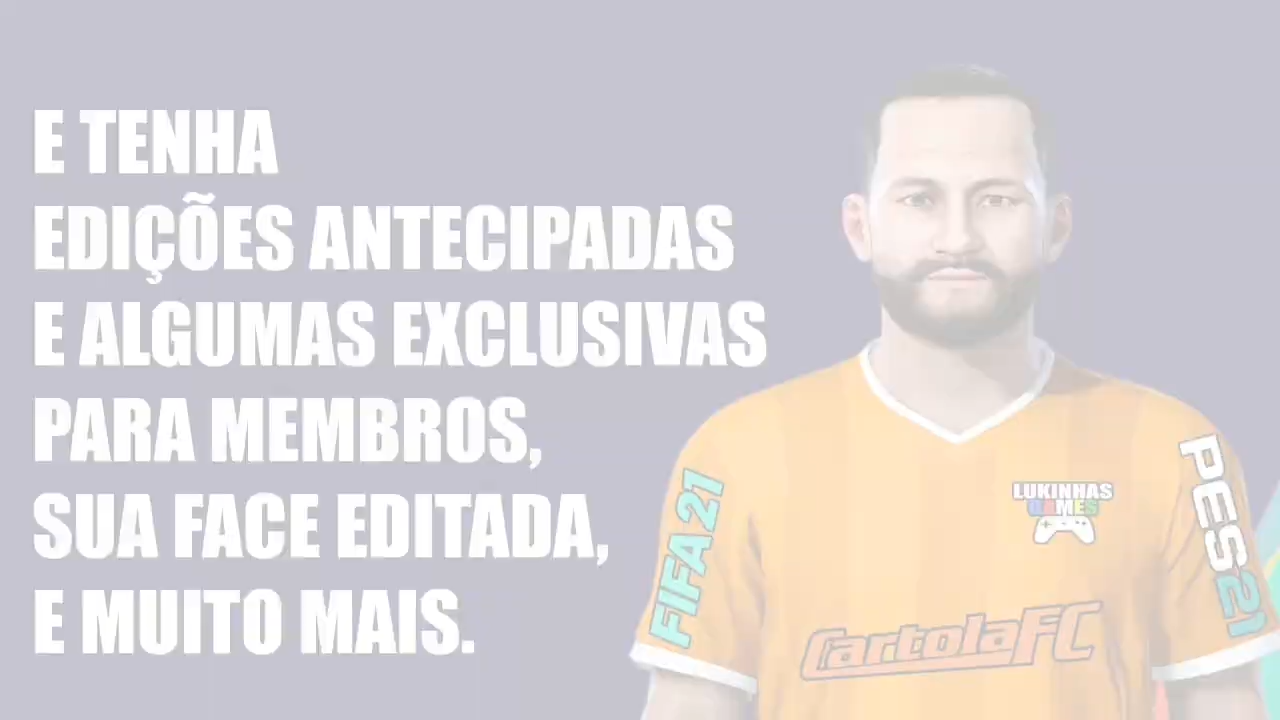 E TENHA
EDIÇÕES ANTECIPADAS
E ALGUMAS EXCLUSIVAS
PARA MEMBROS,
SUA FACE EDITADA,
E MUITO MAIS.
FIFA 21
LUKINHAS
GAMES
PES 21
CartolaFC